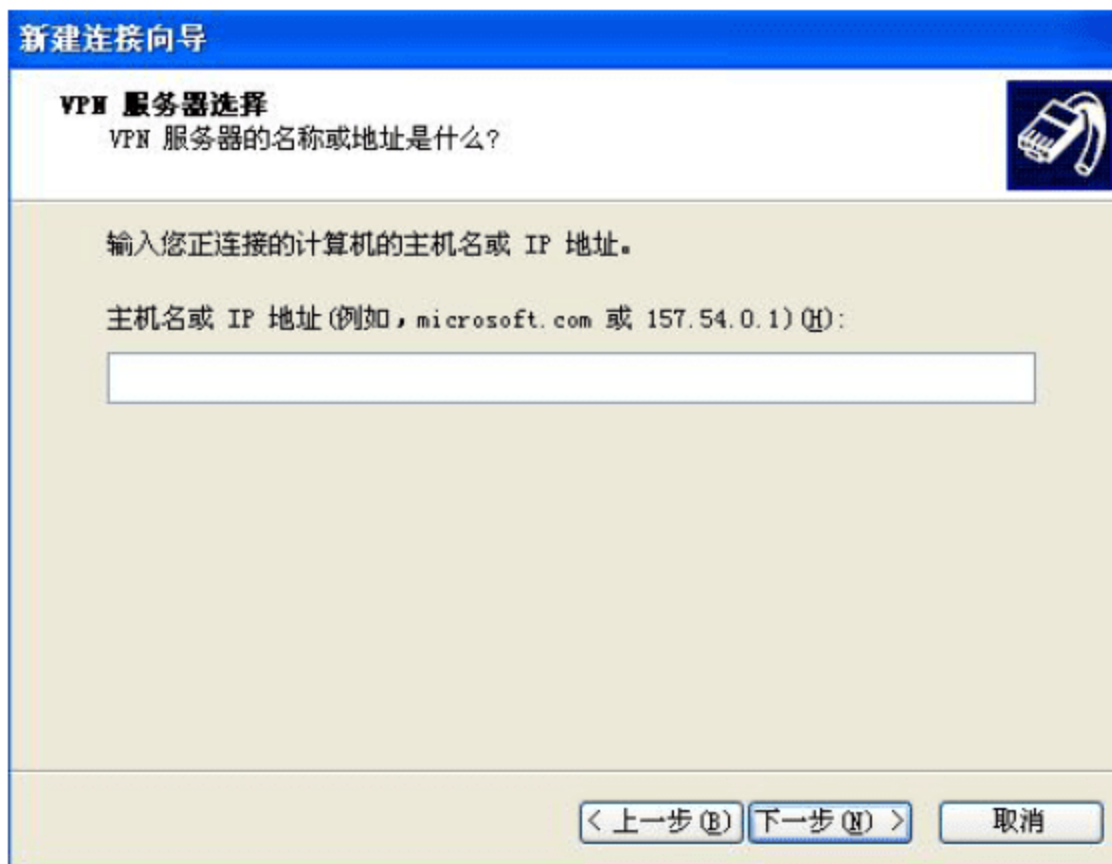 新建连接向导
VPN 服务器选择
VPN 服务器的名称或地址是什么?
输入您正连接的计算机的主机名或 IP 地址。
主机名或 IP 地址(例如，microsoft.com 或 157.54.0.1)(H):
< 上一步(B) 下一步(N) > 取消